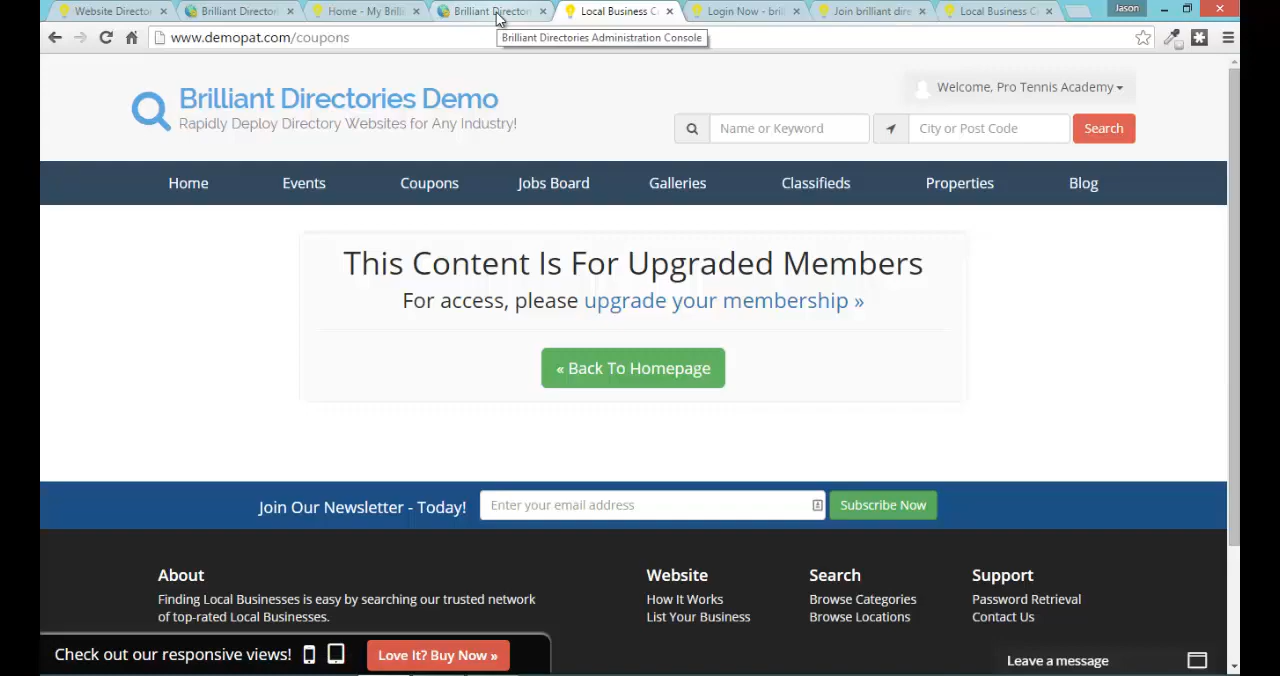 Website Directo
Brilliant Director
Home - My Brilli
Brilliant Director
Local Business C
Login Now - bril
Join brilliant dire
Local Business C
Jason
www.demopat.com/coupons
Brilliant Directories Administration Console
Brilliant Directories Demo
Rapidly Deploy Directory Websites for Any Industry!
Welcome, Pro Tennis Academy
Name or Keyword
City or Post Code
Search
Home
Events
Coupons
Jobs Board
Galleries
Classifieds
Properties
Blog
This Content Is For Upgraded Members
For access, please upgrade your membership »
« Back To Homepage
Join Our Newsletter - Today!
Enter your email address
Subscribe Now
About
Finding Local Businesses is easy by searching our trusted network
of top-rated Local Businesses.
Website
How It Works
List Your Business
Search
Browse Categories
Browse Locations
Support
Password Retrieval
Contact Us
Check out our responsive views!
Love It? Buy Now »
Leave a message